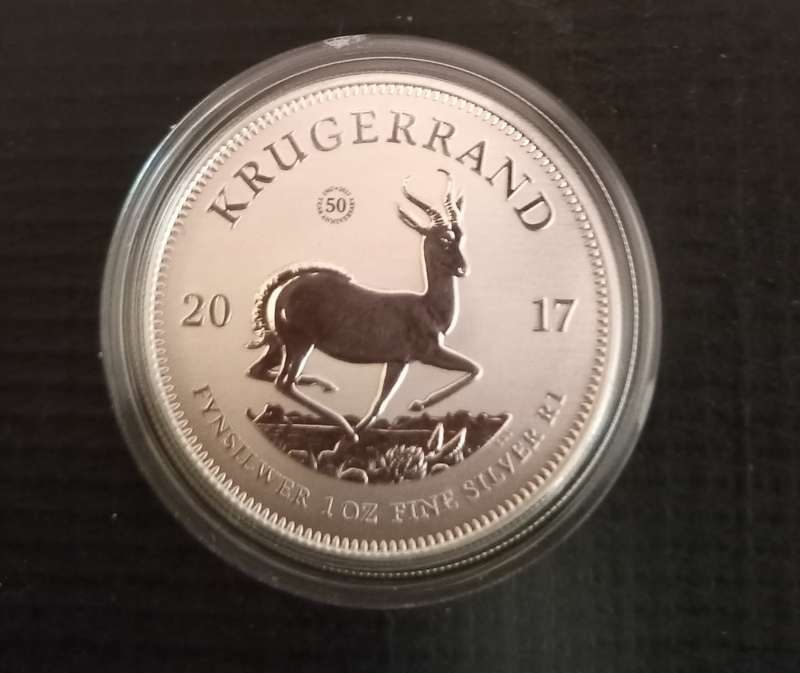 KRUGERRAND
50
20 17
FYNSILWER 1 OZ FINE SILVER R1